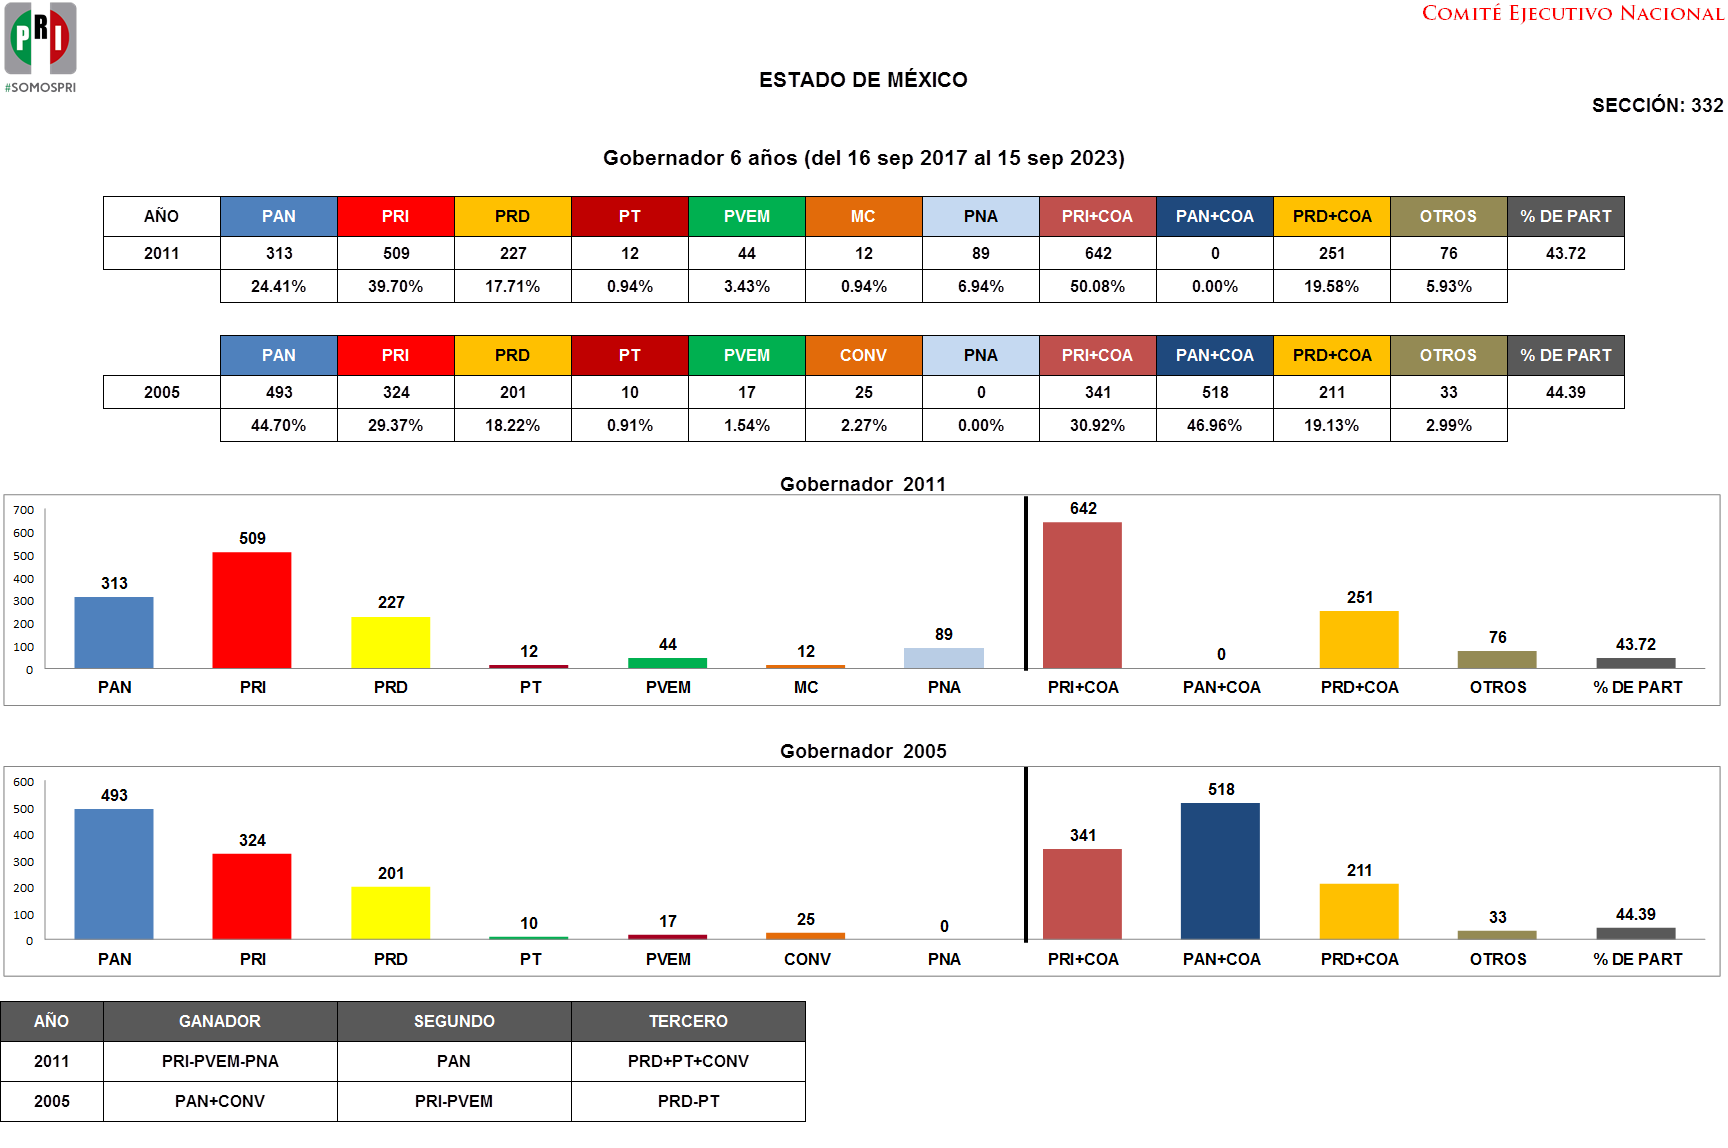 PRI
#SOMOSPRI
COMITÉ EJECUTIVO NACIONAL
ESTADO DE MÉXICO
SECCIÓN: 332
Gobernador 6 años (del 16 sep 2017 al 15 sep 2023)
AÑO PAN PRI PRD PT PVEM MC PNA PRI+COA PAN+COA PRD+COA OTROS % DE PART
2011 313 509 227 12 44 12 89 642 0 251 76 43.72
24.41% 39.70% 17.71% 0.94% 3.43% 0.94% 6.94% 50.08% 0.00% 19.58% 5.93%
PAN PRI PRD PT PVEM CONV PNA PRI+COA PAN+COA PRD+COA OTROS % DE PART
2005 493 324 201 10 17 25 0 341 518 211 33 44.39
44.70% 29.37% 18.22% 0.91% 1.54% 2.27% 0.00% 30.92% 46.96% 19.13% 2.99%
Gobernador 2011
700
600
500
400
300
200
100
0
313 509 227 12 44 12 89 642 0 251 76 43.72
PAN PRI PRD PT PVEM MC PNA PRI+COA PAN+COA PRD+COA OTROS % DE PART
Gobernador 2005
600
500
400
300
200
100
0
493 324 201 10 17 25 0 341 518 211 33 44.39
PAN PRI PRD PT PVEM CONV PNA PRI+COA PAN+COA PRD+COA OTROS % DE PART
AÑO GANADOR SEGUNDO TERCERO
2011 PRI-PVEM-PNA PAN PRD+PT+CONV
2005 PAN+CONV PRI-PVEM PRD-PT